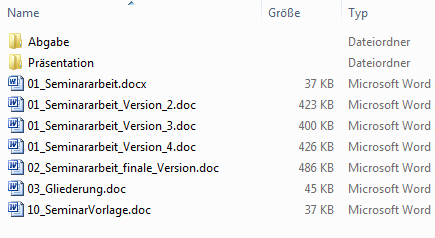 Name Größe Typ
Abgabe Dateiordner
Präsentation Dateiordner
01_Seminararbeit.docx 37 KB Microsoft Word
01_Seminararbeit_Version_2.doc 423 KB Microsoft Word
01_Seminararbeit_Version_3.doc 400 KB Microsoft Word
01_Seminararbeit_Version_4.doc 426 KB Microsoft Word
02_Seminararbeit_finale_Version.doc 486 KB Microsoft Word
03_Gliederung.doc 45 KB Microsoft Word
10_SeminarVorlage.doc 37 KB Microsoft Word